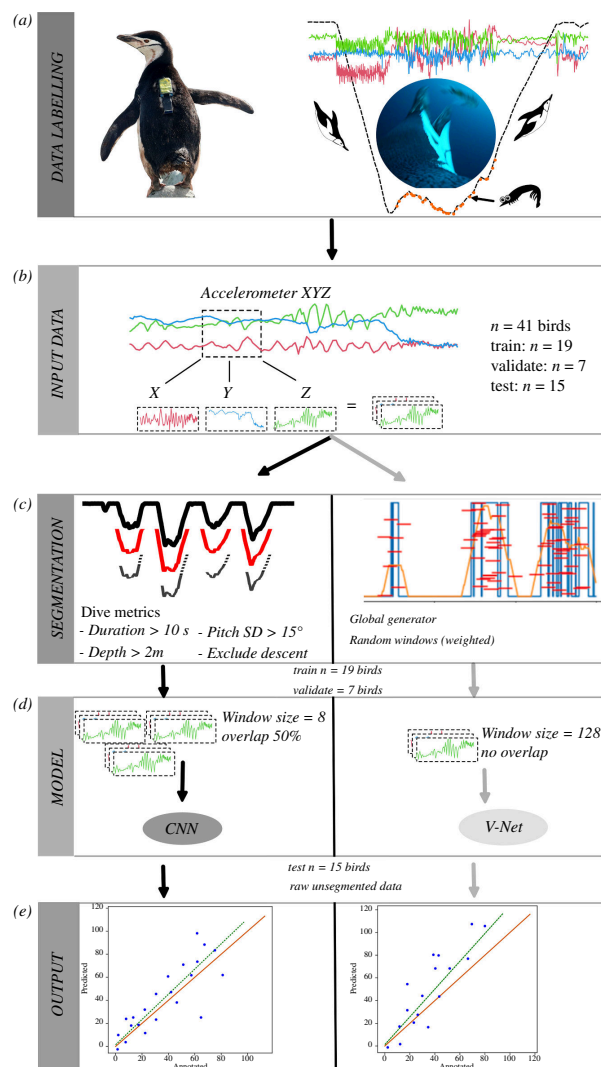 (a)
DATA LABELLING
(b)
INPUT DATA
Accelerometer XYZ
X Y Z
=
n = 41 birds
train: n = 19
validate: n = 7
test: n = 15
(c)
SEGMENTATION
Dive metrics
- Duration > 10 s - Pitch SD > 15°
- Depth > 2m - Exclude descent
Global generator
Random windows (weighted)
train n = 19 birds
validate = 7 birds
(d)
MODEL
Window size = 8
overlap 50%
CNN
Window size = 128
no overlap
V-Net
test n = 15 birds
raw unsegmented data
(e)
OUTPUT
Predicted
120
100
80
60
40
20
0
0 20 40 60 80 100
Annotated
Predicted
120
100
80
60
40
20
0
0 20 40 60 80 100 120
Annotated